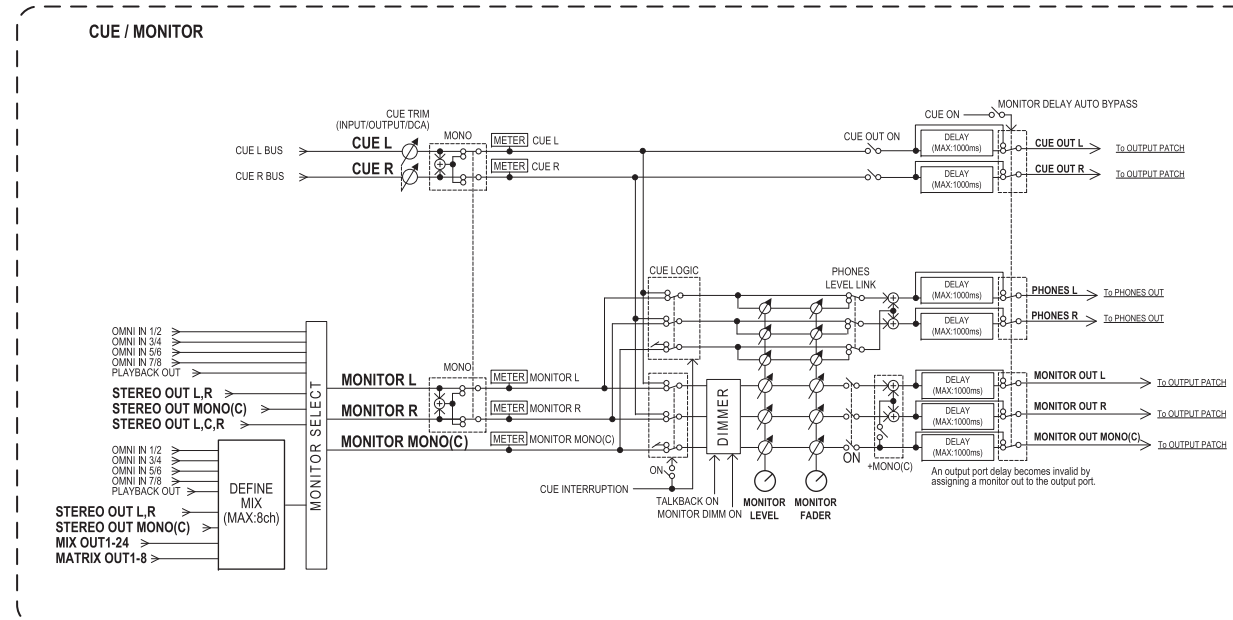 CUE / MONITOR
MONITOR DELAY AUTO BYPASS
CUE ON
CUE TRIM
(INPUT/OUTPUT/DCA)
MONO
CUE L BUS
CUE L
METER CUE L
CUE OUT ON
DELAY
(MAX:1000ms)
CUE OUT L
To OUTPUT PATCH
CUE R BUS
CUE R
METER CUE R
DELAY
(MAX:1000ms)
CUE OUT R
To OUTPUT PATCH
CUE LOGIC
PHONES
LEVEL LINK
DELAY
(MAX:1000ms)
PHONES L
To PHONES OUT
DELAY
(MAX:1000ms)
PHONES R
To PHONES OUT
OMNI IN 1/2
OMNI IN 3/4
OMNI IN 5/6
OMNI IN 7/8
PLAYBACK OUT
STEREO OUT L,R
STEREO OUT MONO(C)
STEREO OUT L,C,R
OMNI IN 1/2
OMNI IN 3/4
OMNI IN 5/6
OMNI IN 7/8
PLAYBACK OUT
STEREO OUT L,R
STEREO OUT MONO(C)
MIX OUT1-24
MATRIX OUT1-8
DEFINE
MIX
(MAX:8ch)
MONITOR SELECT
MONO
MONITOR L
METER MONITOR L
MONITOR R
METER MONITOR R
MONITOR MONO(C)
METER MONITOR MONO(C)
DIMMER
ON
CUE INTERRUPTION
TALKBACK ON
MONITOR DIMM ON
MONITOR
LEVEL
MONITOR
FADER
ON
+MONO(C)
DELAY
(MAX:1000ms)
MONITOR OUT L
To OUTPUT PATCH
DELAY
(MAX:1000ms)
MONITOR OUT R
To OUTPUT PATCH
DELAY
(MAX:1000ms)
MONITOR OUT MONO(C)
To OUTPUT PATCH
An output port delay becomes invalid by
assigning a monitor out to the output port.